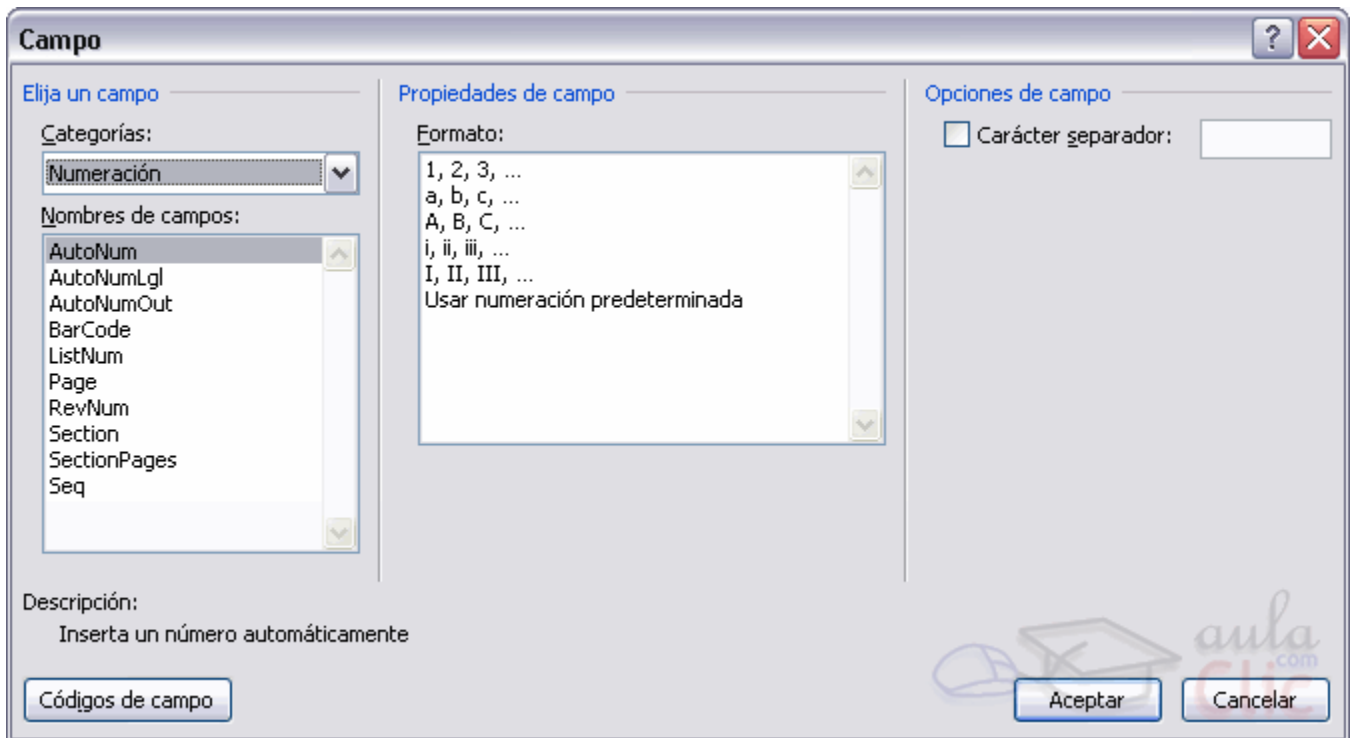 Campo
Elija un campo
Categorías:
Numeración
Nombres de campos:
AutoNum
AutoNumLgl
AutoNumOut
BarCode
ListNum
Page
RevNum
Section
SectionPages
Seq
Propiedades de campo
Formato:
1, 2, 3, ...
a, b, c, ...
A, B, C, ...
i, ii, iii, ...
I, II, III, ...
Usar numeración predeterminada
Opciones de campo
Carácter separador:
Descripción:
Inserta un número automáticamente
aula
Clic
.com
Códigos de campo
Aceptar
Cancelar